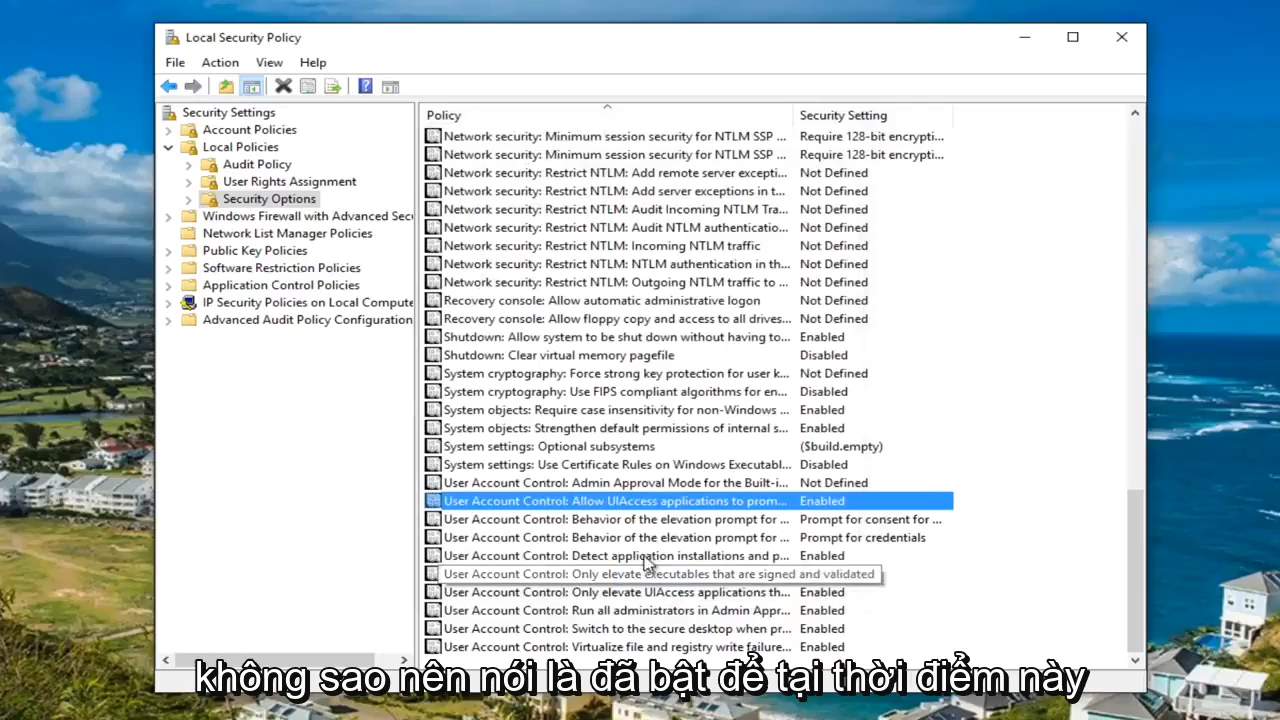 Local Security Policy
File Action View Help
Security Settings
Account Policies
Local Policies
Audit Policy
User Rights Assignment
Security Options
Windows Firewall with Advanced Secu
Network List Manager Policies
Public Key Policies
Software Restriction Policies
Application Control Policies
IP Security Policies on Local Compute
Advanced Audit Policy Configuration
Policy Security Setting
Network security: Minimum session security for NTLM SSP ... Require 128-bit encrypti...
Network security: Minimum session security for NTLM SSP ... Require 128-bit encrypti...
Network security: Restrict NTLM: Add remote server excepti... Not Defined
Network security: Restrict NTLM: Add server exceptions in t... Not Defined
Network security: Restrict NTLM: Audit Incoming NTLM Tra... Not Defined
Network security: Restrict NTLM: Audit NTLM authenticatio... Not Defined
Network security: Restrict NTLM: Incoming NTLM traffic Not Defined
Network security: Restrict NTLM: NTLM authentication in th... Not Defined
Network security: Restrict NTLM: Outgoing NTLM traffic to ... Not Defined
Recovery console: Allow automatic administrative logon Not Defined
Recovery console: Allow floppy copy and access to all drives... Not Defined
Shutdown: Allow system to be shut down without having to... Enabled
Shutdown: Clear virtual memory pagefile Disabled
System cryptography: Force strong key protection for user k... Not Defined
System cryptography: Use FIPS compliant algorithms for en... Disabled
System objects: Require case insensitivity for non-Windows ... Enabled
System objects: Strengthen default permissions of internal s... Enabled
System settings: Optional subsystems ($build.empty)
System settings: Use Certificate Rules on Windows Executabl... Disabled
User Account Control: Admin Approval Mode for the Built-i... Not Defined
User Account Control: Allow UIAccess applications to prom... Enabled
User Account Control: Behavior of the elevation prompt for ... Prompt for consent for ...
User Account Control: Behavior of the elevation prompt for ... Prompt for credentials
User Account Control: Detect application installations and p... Enabled
User Account Control: Only elevate executables that are signed and validated
User Account Control: Only elevate UIAccess applications th... Enabled
User Account Control: Run all administrators in Admin Appr... Enabled
User Account Control: Switch to the secure desktop when pr... Enabled
User Account Control: Virtualize file and registry write failure... Enabled
không sao nên nói là đã bật để tại thời điểm này